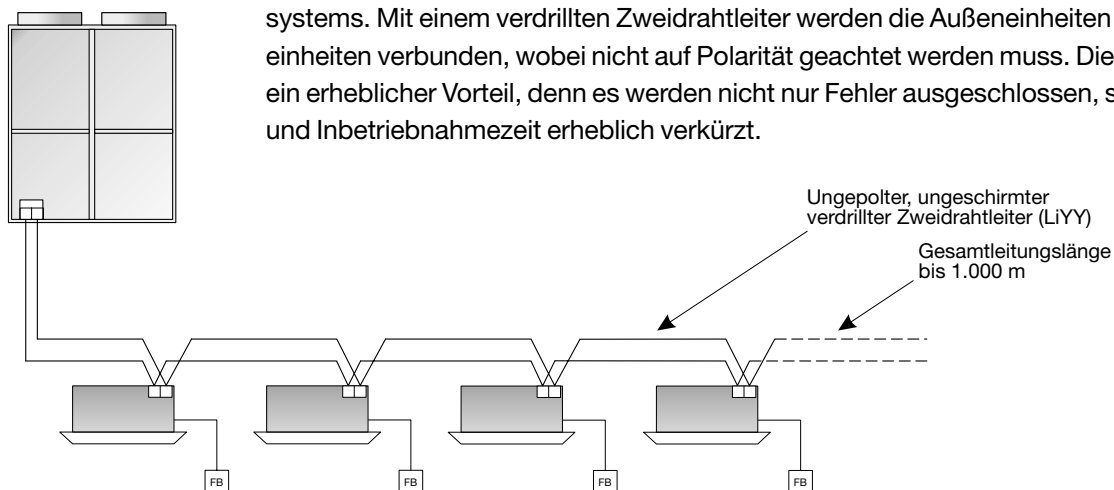 systems. Mit einem verdrillten Zweidrahtleiter werden die Außeneinheiten
einheiten verbunden, wobei nicht auf Polarität geachtet werden muss. Die
ein erheblicher Vorteil, denn es werden nicht nur Fehler ausgeschlossen, s
und Inbetriebnahmezeit erheblich verkürzt.
Ungepolter, ungeschirmter
verdrillter Zweidrahtleiter (LiYY)
Gesamtleitungslänge
bis 1.000 m
FB FB FB FB